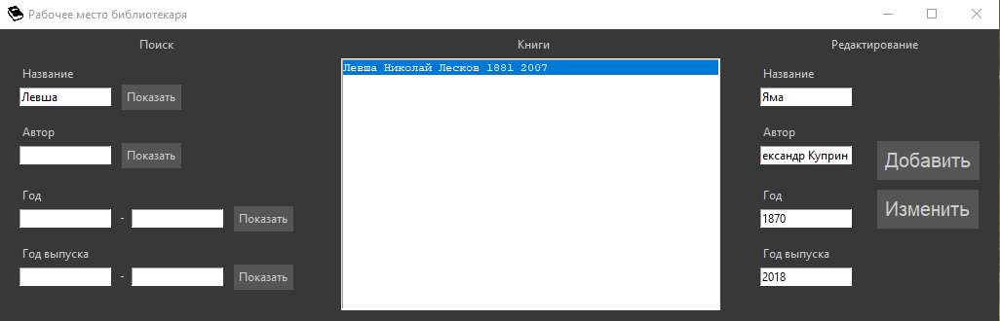 Рабочее место библиотекаря
Поиск
Название
Левша
Показать
Автор
Показать
Год
-
Показать
Год выпуска
-
Показать
Книги
Левша Николай Лесков 1881 2007
Редактирование
Название
Яма
Автор
ександр Куприн
Год
1870
Год выпуска
2018
Добавить
Изменить